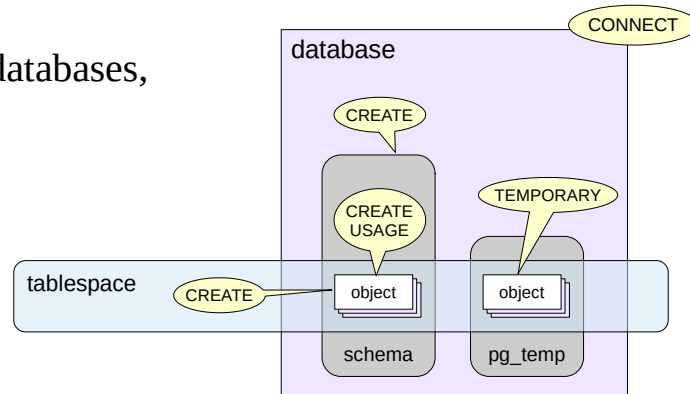 CONNECT
databases,
database
CREATE
CREATE
USAGE
TEMPORARY
tablespace
CREATE
object
object
schema
pg_temp